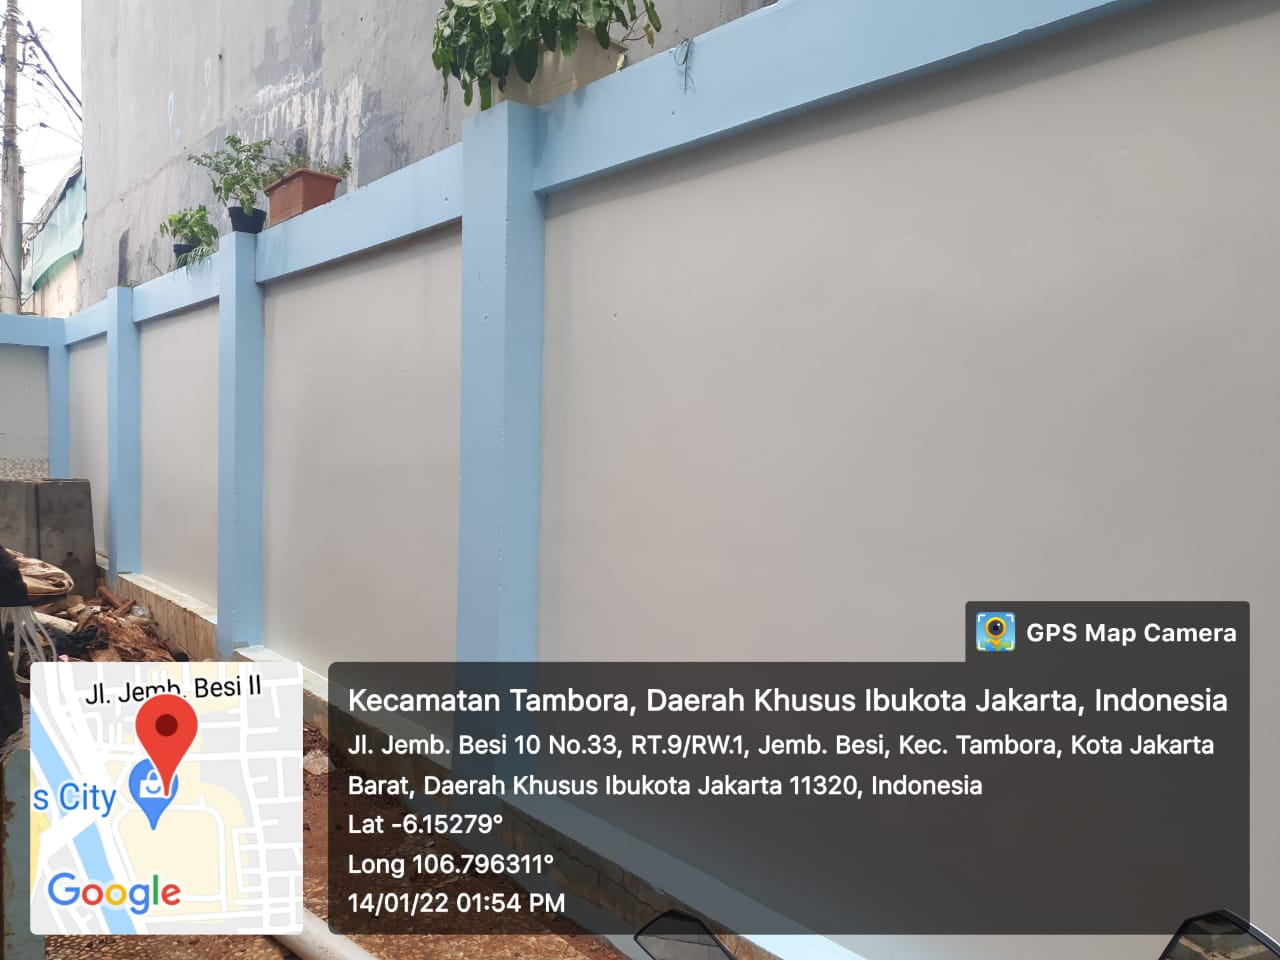 GPS Map Camera
Jl. Jemb. Besi II
s City
Google
Kecamatan Tambora, Daerah Khusus Ibukota Jakarta, Indonesia
Jl. Jemb. Besi 10 No.33, RT.9/RW.1, Jemb. Besi, Kec. Tambora, Kota Jakarta
Barat, Daerah Khusus Ibukota Jakarta 11320, Indonesia
Lat -6.15279°
Long 106.796311°
14/01/22 01:54 PM